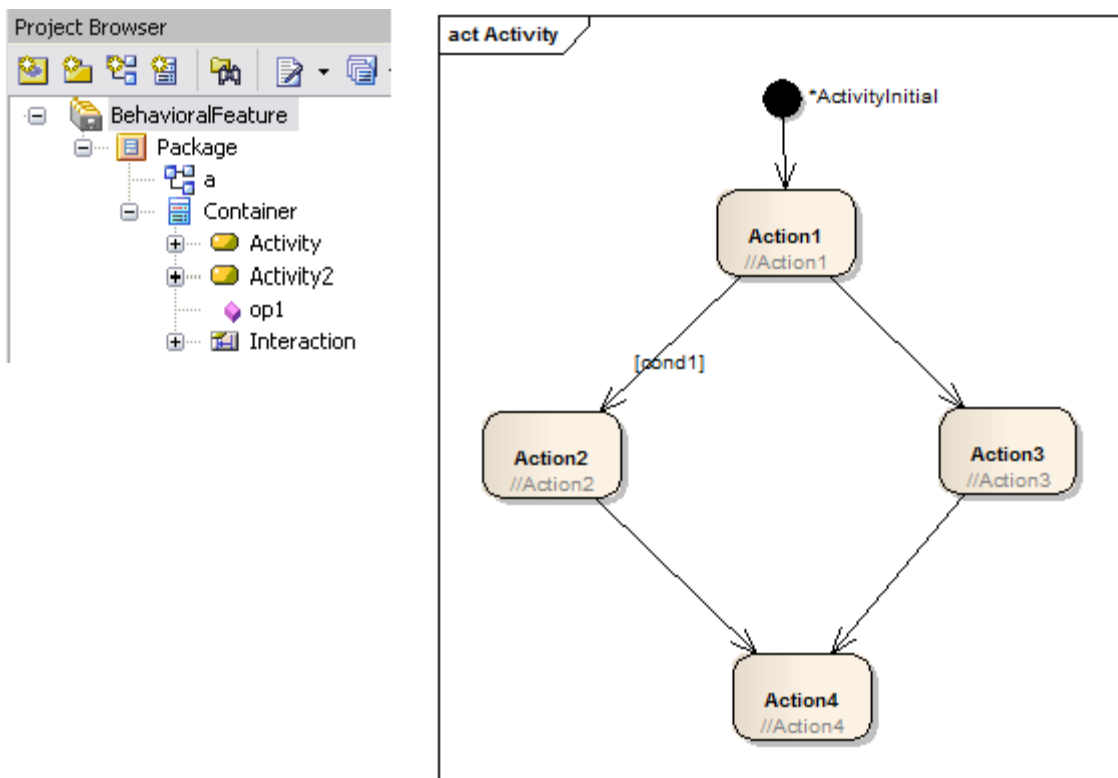 Project Browser
BehavioralFeature
Package
a
Container
Activity
Activity2
op1
Interaction
act Activity
*ActivityInitial
Action1
//Action1
[cond1]
Action2
//Action2
Action3
//Action3
Action4
//Action4